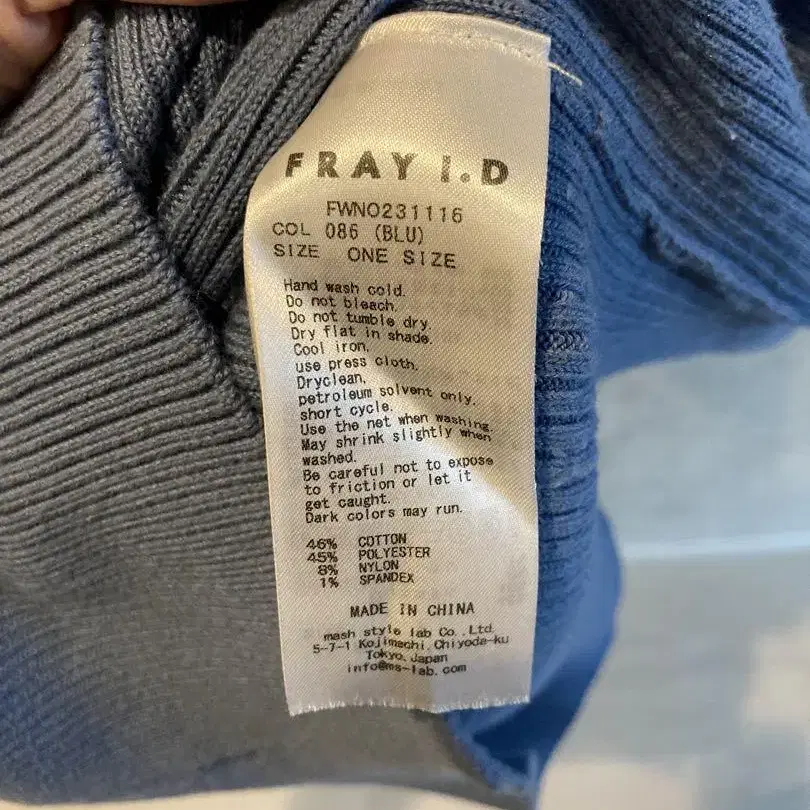 FRAY I.D
FWNO231116
COL 086 (BLU)
SIZE ONE SIZE
Hand wash cold.
Do not bleach.
Do not tumble dry.
Dry flat in shade.
Cool iron.
use press cloth.
Dryclean,
petroleum solvent only,
short cycle.
Use the net when washing.
May shrink slightly when
washed.
Be careful not to expose
to friction or let it
get caught.
Dark colors may run.
46% COTTON
45% POLYESTER
8% NYLON
1% SPANDEX
MADE IN CHINA
mash style lab Co.,Ltd.
5-7-1 Kojimachi, Chiyoda-ku
Tokyo, Japan
info@ms-lab.com